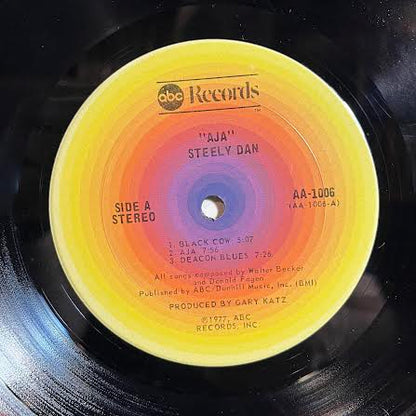 abc Records
TM
"AJA"
STEELY DAN
SIDE A
STEREO
AA-1006
(AA-1006-A)
1. BLACK COW 5:07
2. AJA 7:56
3. DEACON BLUES 7:26
All songs composed by Walter Becker
and Donald Fagen
Published by ABC/Dunhill Music, Inc. (BMI)
PRODUCED BY GARY KATZ
℗1977, ABC
RECORDS, INC.